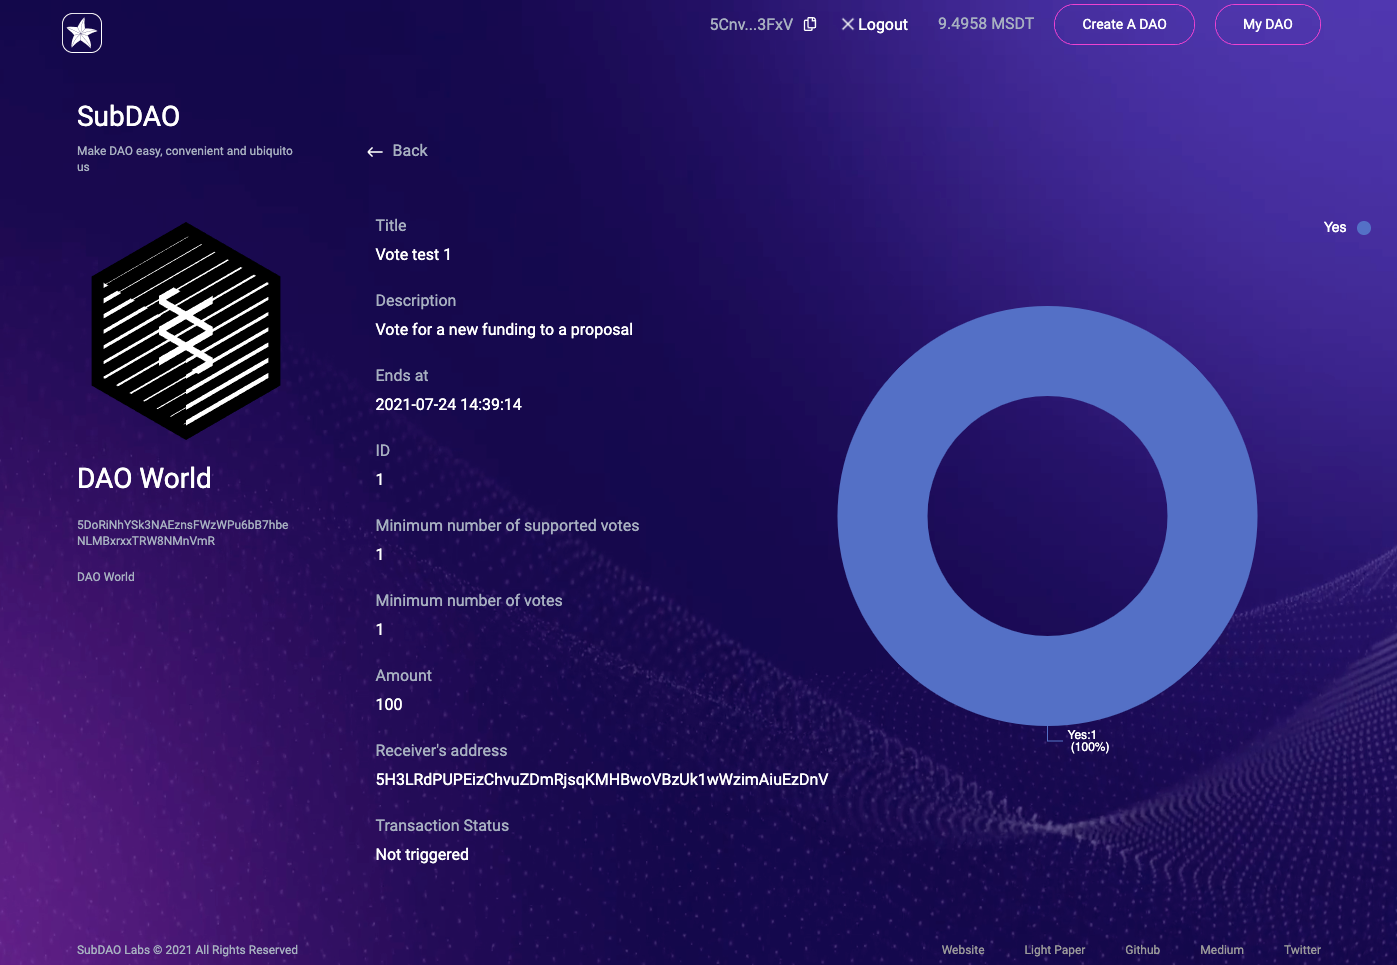 5Cnv...3FxV
Logout
9.4958 MSDT
Create A DAO
My DAO
SubDAO
Make DAO easy, convenient and ubiquito
us
Back
Title
Vote test 1
Description
Vote for a new funding to a proposal
Ends at
2021-07-24 14:39:14
ID
1
Minimum number of supported votes
1
Minimum number of votes
1
Amount
100
Receiver's address
5H3LRdPUPEizChvuZDmRjsqKMHBwoVBzUk1wWzimAiuEzDnV
Transaction Status
Not triggered
DAO World
5DoRiNhYSk3NAEznsFWzWPu6bB7hbe
NLMBxrxxTRW8NMnVmR
DAO World
Yes
Yes:1
(100%)
SubDAO Labs © 2021 All Rights Reserved
Website
Light Paper
Github
Medium
Twitter